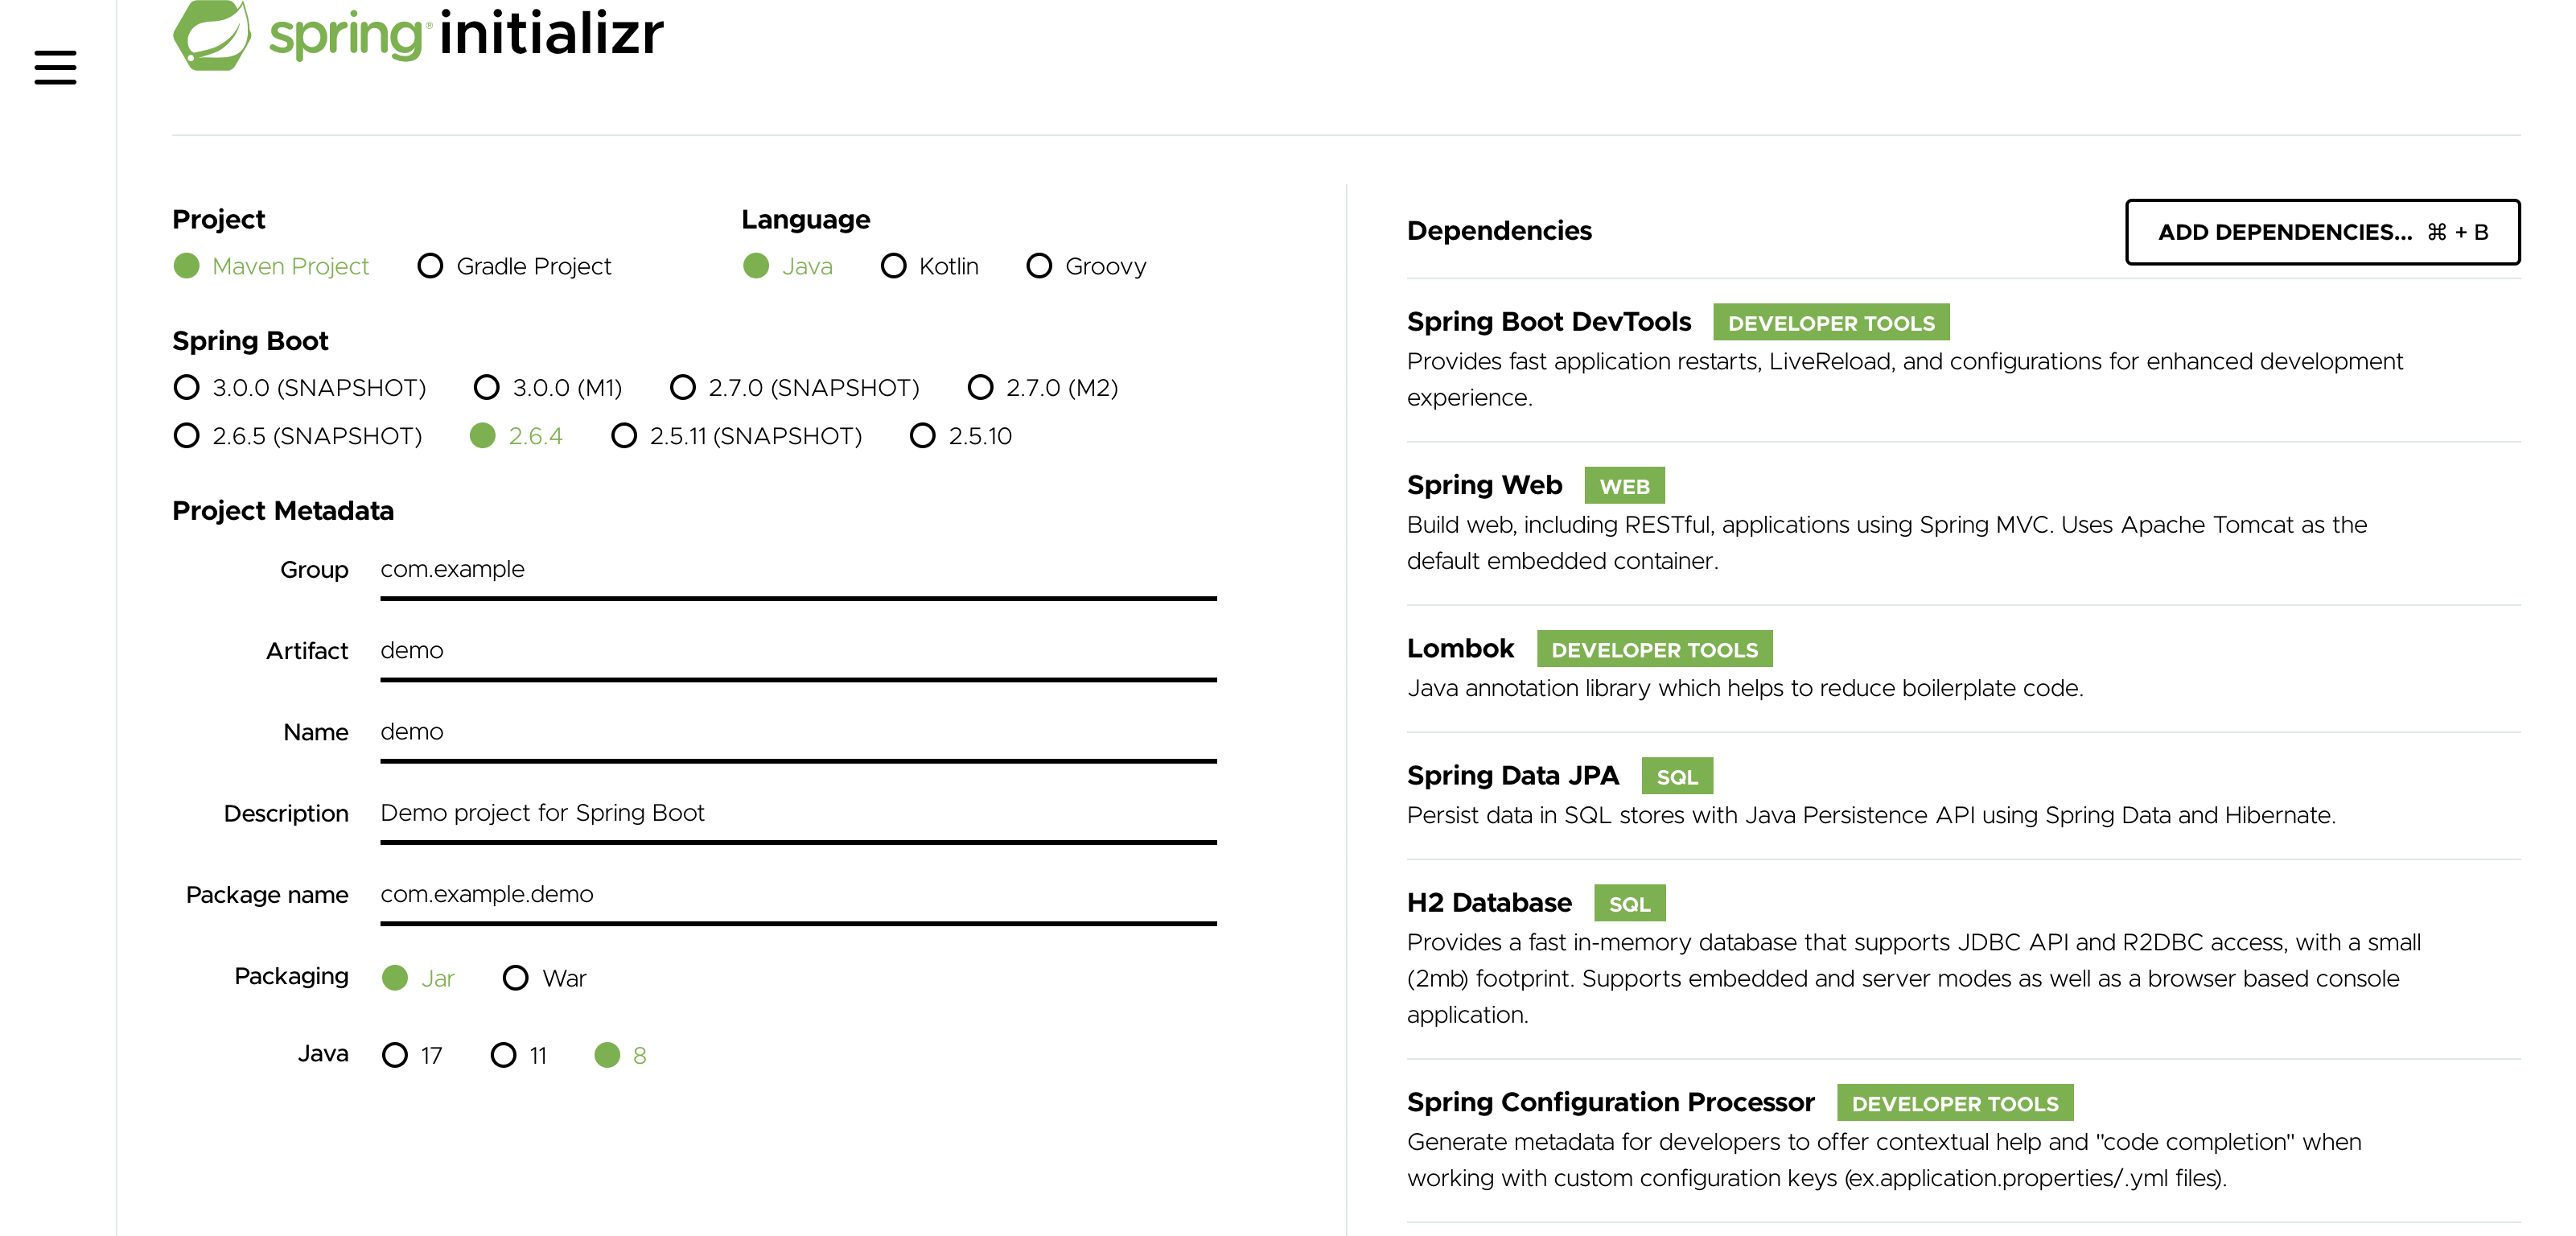 spring initializr
Project
Maven Project Gradle Project
Language
Java Kotlin Groovy
Spring Boot
3.0.0 (SNAPSHOT) 3.0.0 (M1) 2.7.0 (SNAPSHOT) 2.7.0 (M2)
2.6.5 (SNAPSHOT) 2.6.4 2.5.11 (SNAPSHOT) 2.5.10
Project Metadata
Group com.example
Artifact demo
Name demo
Description Demo project for Spring Boot
Package name com.example.demo
Packaging Jar War
Java 17 11 8
Dependencies
ADD DEPENDENCIES... ⌘ + B
Spring Boot DevTools DEVELOPER TOOLS
Provides fast application restarts, LiveReload, and configurations for enhanced development
experience.
Spring Web WEB
Build web, including RESTful, applications using Spring MVC. Uses Apache Tomcat as the
default embedded container.
Lombok DEVELOPER TOOLS
Java annotation library which helps to reduce boilerplate code.
Spring Data JPA SQL
Persist data in SQL stores with Java Persistence API using Spring Data and Hibernate.
H2 Database SQL
Provides a fast in-memory database that supports JDBC API and R2DBC access, with a small
(2mb) footprint. Supports embedded and server modes as well as a browser based console
application.
Spring Configuration Processor DEVELOPER TOOLS
Generate metadata for developers to offer contextual help and "code completion" when
working with custom configuration keys (ex.application.properties/.yml files).